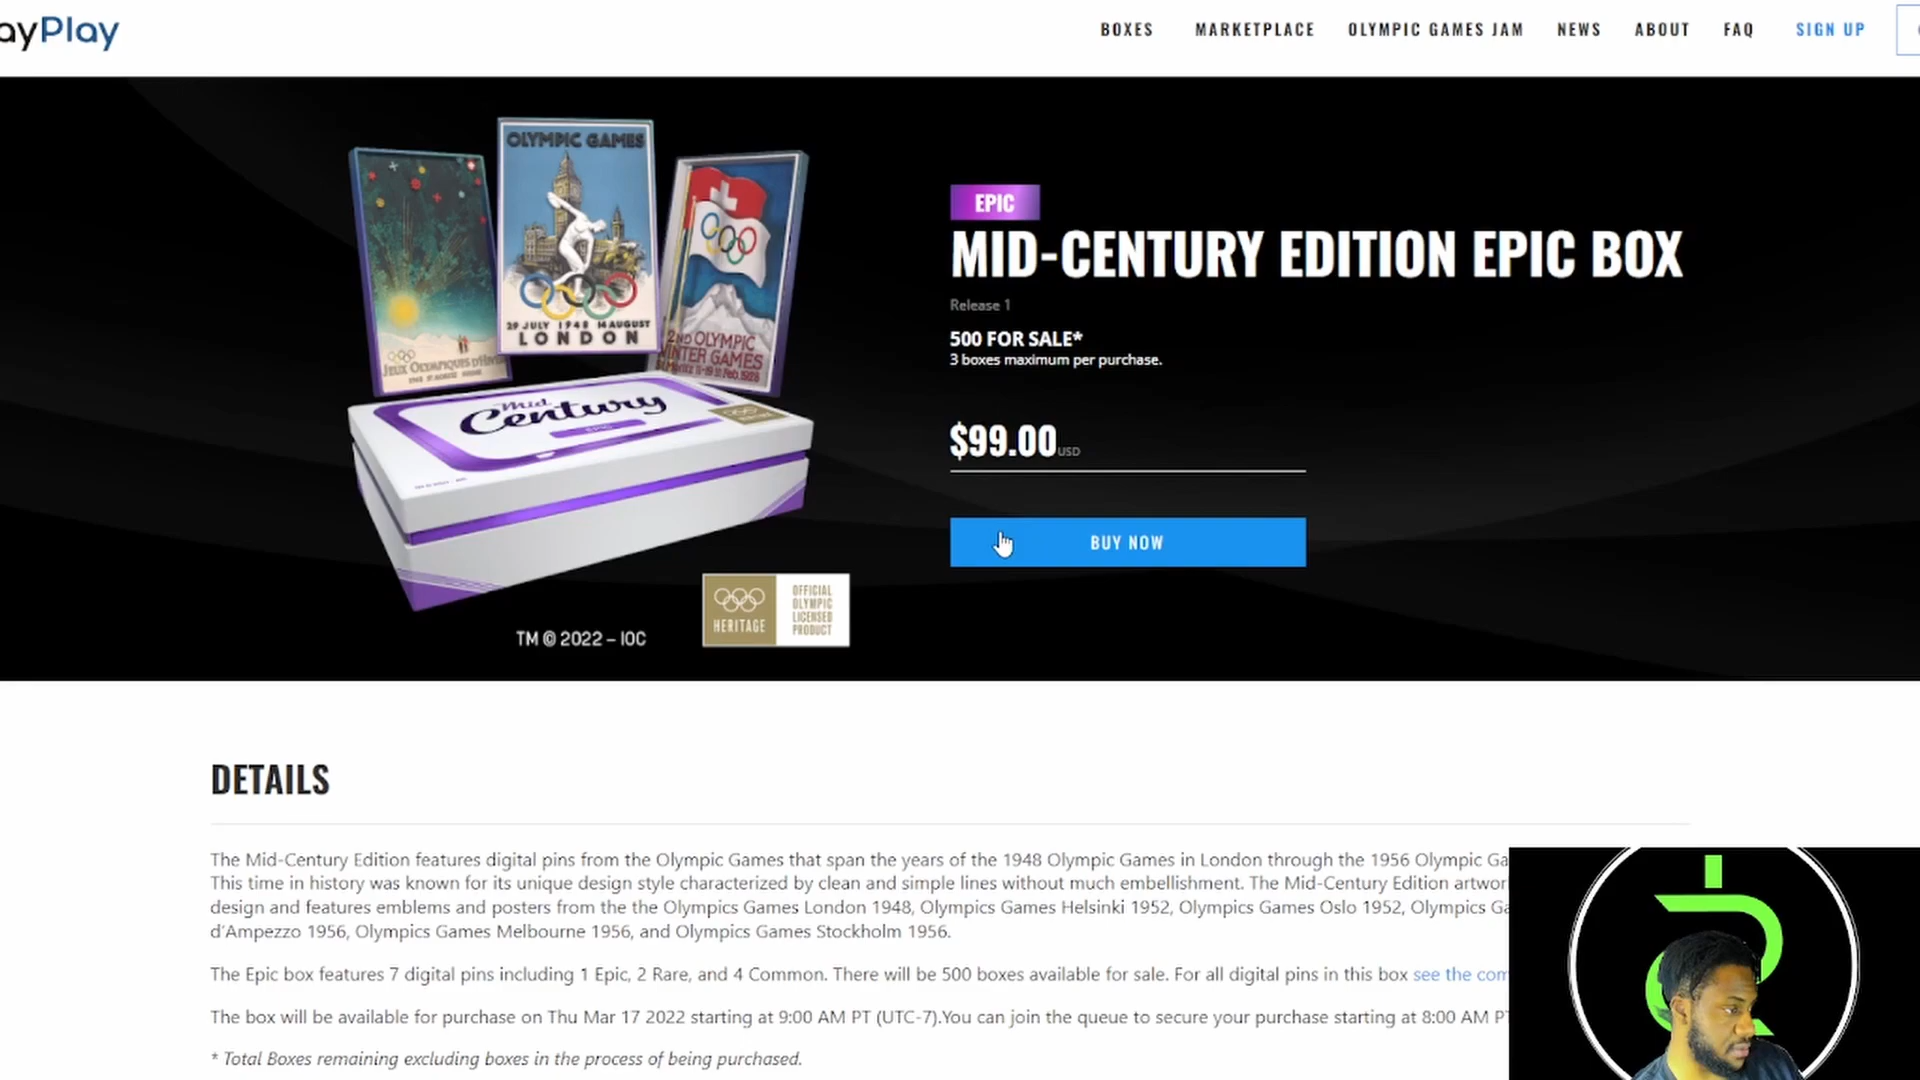 ayPlay
BOXES MARKETPLACE OLYMPIC GAMES JAM NEWS ABOUT FAQ SIGN UP
EPIC
MID-CENTURY EDITION EPIC BOX
Release 1
500 FOR SALE*
3 boxes maximum per purchase.
$99.00 USD
BUY NOW
OLYMPIC GAMES
29 JULY 1948 14 AUGUST
LONDON
JEUX OLYMPIQUES D'HIVER
2ND OLYMPIC
WINTER GAMES
Mid
Century
EPIC
TM © 2022 – IOC
HERITAGE
OFFICIAL
OLYMPIC
LICENSED
PRODUCT
DETAILS
The Mid-Century Edition features digital pins from the Olympic Games that span the years of the 1948 Olympic Games in London through the 1956 Olympic Ga
This time in history was known for its unique design style characterized by clean and simple lines without much embellishment. The Mid-Century Edition artwor
design and features emblems and posters from the the Olympics Games London 1948, Olympics Games Helsinki 1952, Olympics Games Oslo 1952, Olympics Ga
d'Ampezzo 1956, Olympics Games Melbourne 1956, and Olympics Games Stockholm 1956.
The Epic box features 7 digital pins including 1 Epic, 2 Rare, and 4 Common. There will be 500 boxes available for sale. For all digital pins in this box see the com
The box will be available for purchase on Thu Mar 17 2022 starting at 9:00 AM PT (UTC-7).You can join the queue to secure your purchase starting at 8:00 AM PT
* Total Boxes remaining excluding boxes in the process of being purchased.